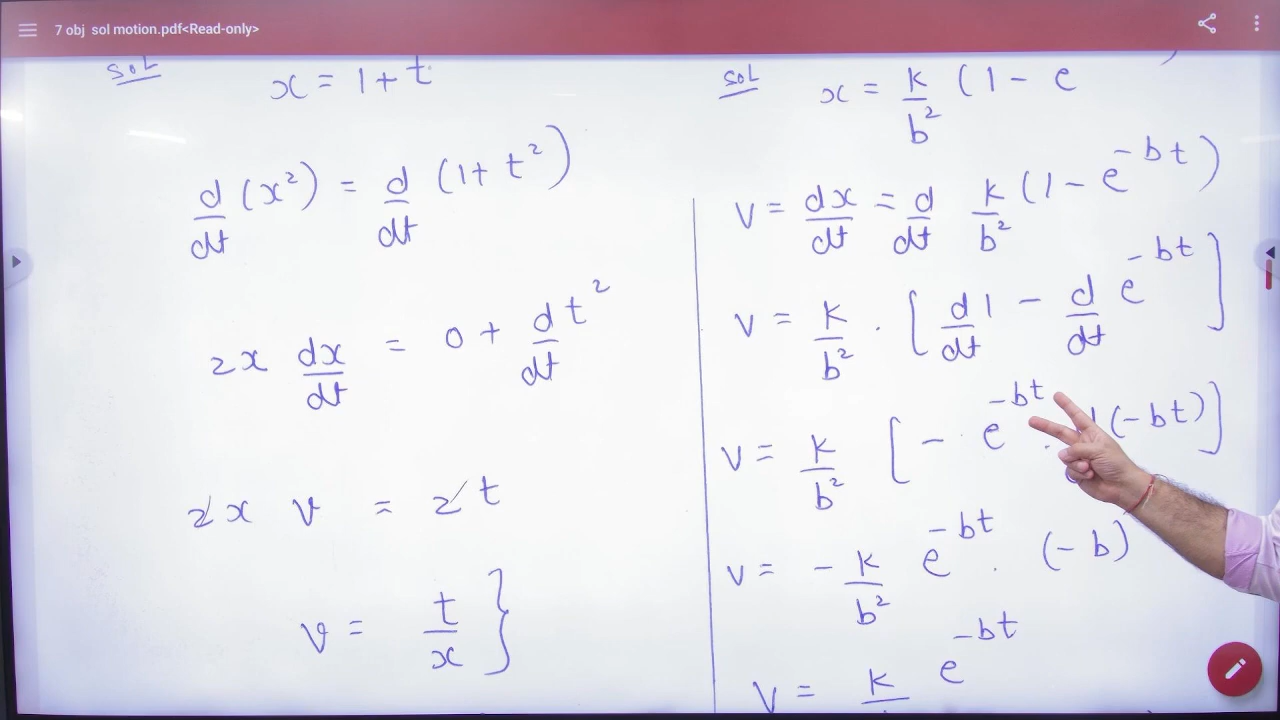 7 obj sol motion.pdf<Read-only>
Sol
x = 1 + t
d/dt (x²) = d/dt (1 + t²)
2x dx/dt = 0 + d/dt t²
2x v = 2t
v = t/x }
Sol
x = k/b² (1 - e
v = dx/dt = d/dt k/b² (1 - e^-bt)
v = k/b² . [ d/dt 1 - d/dt e^-bt ]
v = k/b² [ - e^-bt . (-bt) ]
v = - k/b² e^-bt . (-b)
v = k e^-bt